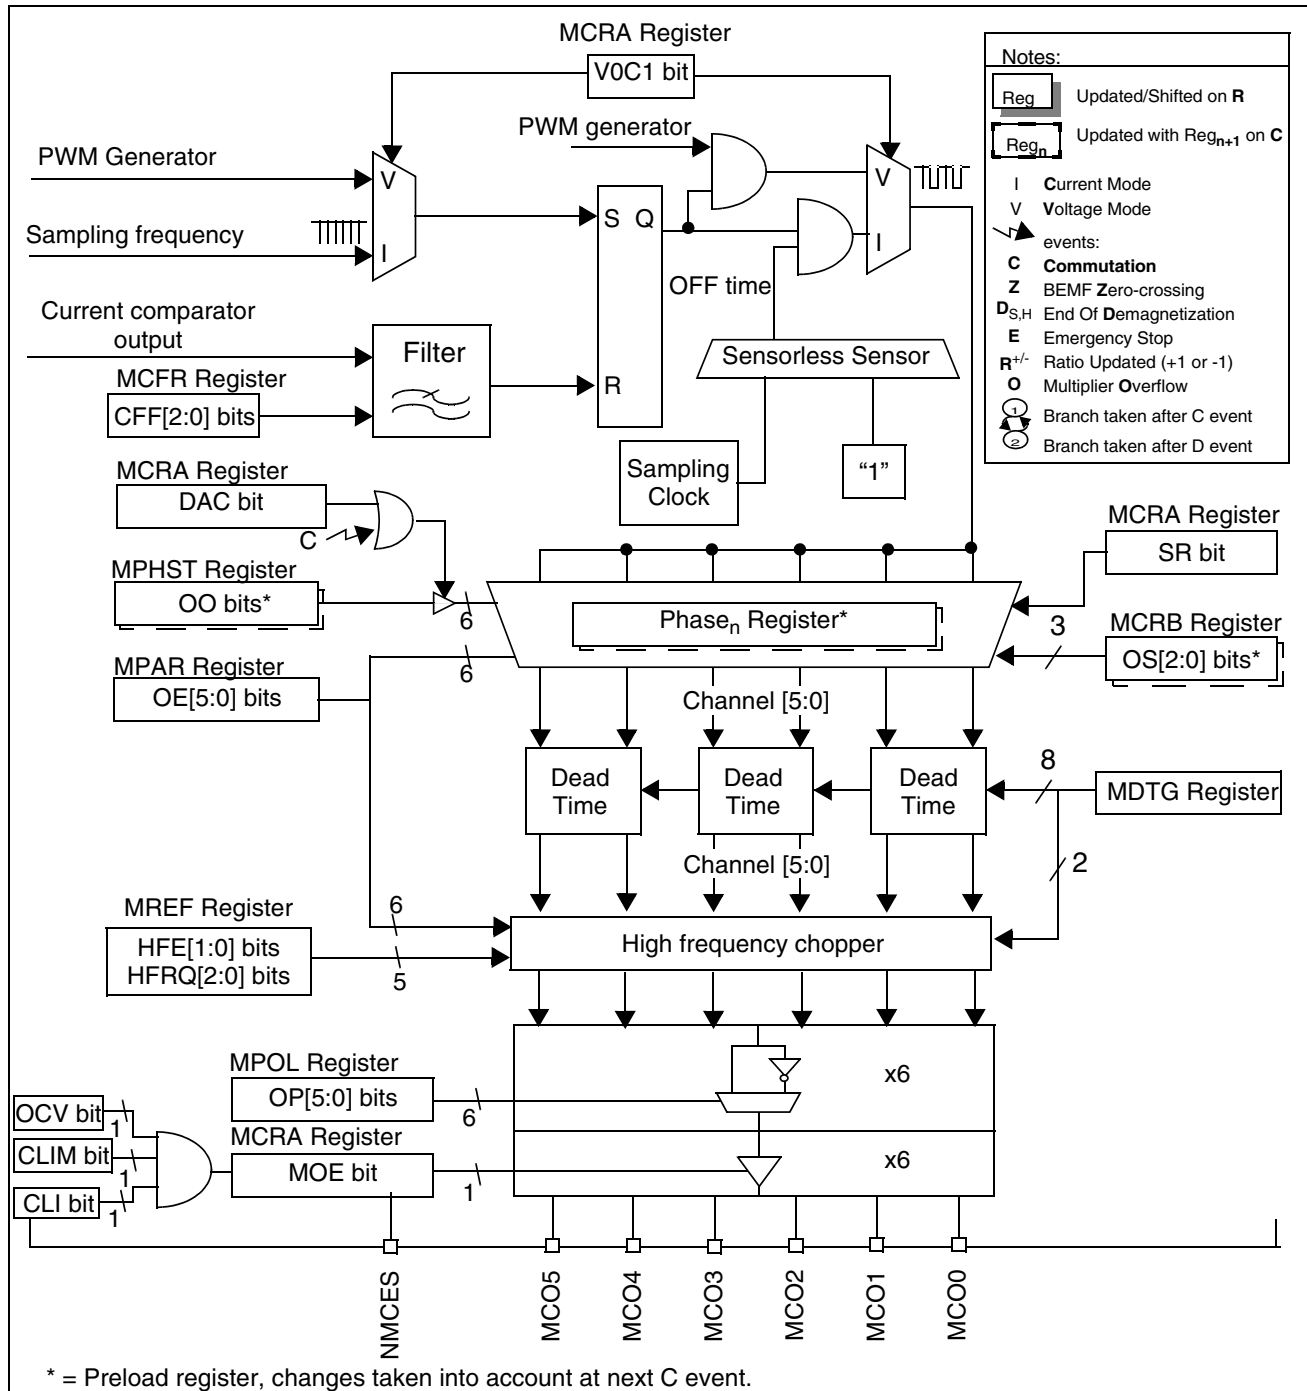 MCRA Register
V0C1 bit
PWM generator
PWM Generator
V
Sampling frequency
I
S Q
R
V
I
OFF time
Current comparator
output
Filter
MCFR Register
CFF[2:0] bits
Sensorless Sensor
Sampling
Clock
“1”
Notes:
Reg
Updated/Shifted on R
Regn
Updated with Regn+1 on C
I Current Mode
V Voltage Mode
events:
C Commutation
Z BEMF Zero-crossing
DS,H End Of Demagnetization
E Emergency Stop
R+/- Ratio Updated (+1 or -1)
O Multiplier Overflow
1 Branch taken after C event
2 Branch taken after D event
MCRA Register
DAC bit
C
MPHST Register
OO bits*
6
MCRA Register
SR bit
Phasen Register*
3
MCRB Register
OS[2:0] bits*
MPAR Register
OE[5:0] bits
6
Channel [5:0]
Dead
Time
Dead
Time
Dead
Time
8
MDTG Register
Channel [5:0]
2
MREF Register
HFE[1:0] bits
HFRQ[2:0] bits
6
5
High frequency chopper
MPOL Register
OP[5:0] bits
6
x6
OCV bit
1
CLIM bit
1
CLI bit
1
MCRA Register
MOE bit
1
x6
NMCES
MCO5
MCO4
MCO3
MCO2
MCO1
MCO0
* = Preload register, changes taken into account at next C event.